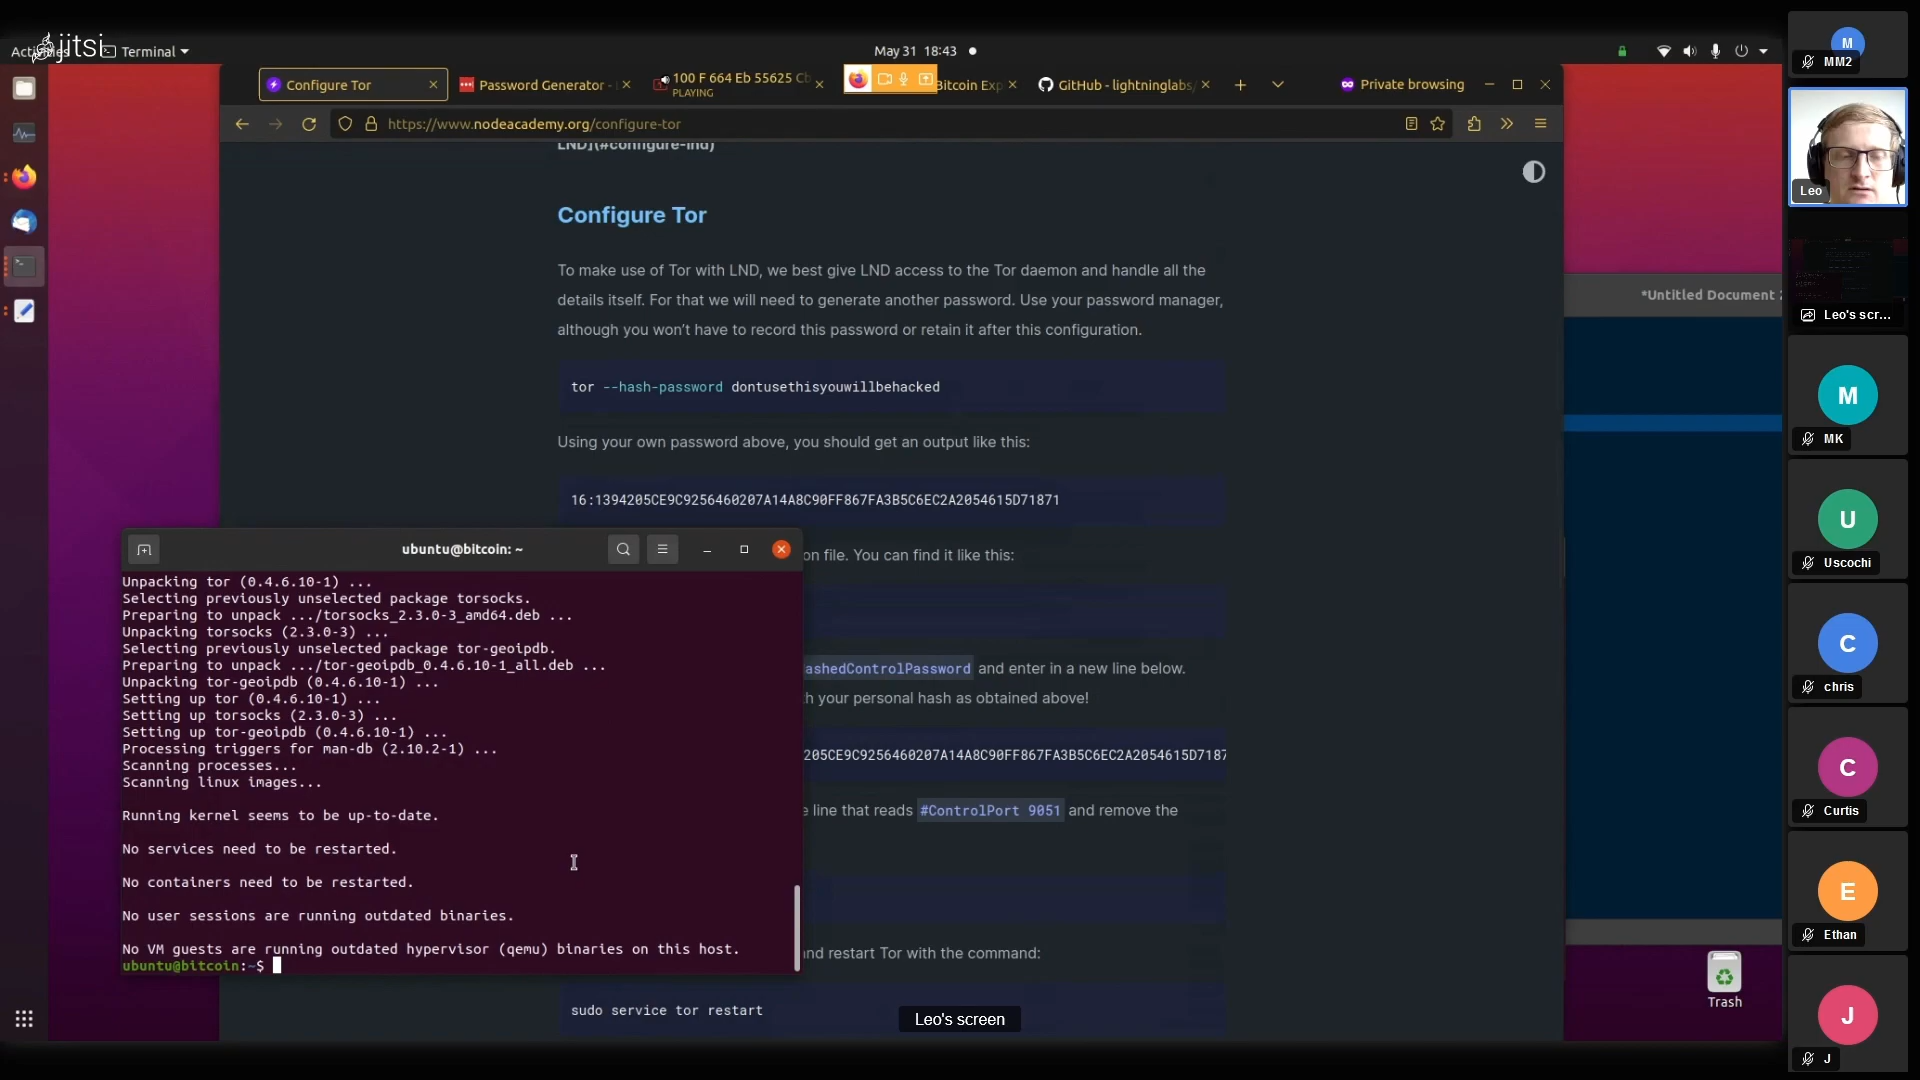 jitsi
Terminal
May 31 18:43
Configure Tor
Password Generator -
100 F 664 Eb 55625 Cb
PLAYING
Bitcoin Exp
GitHub - lightninglabs/
Private browsing
https://www.nodeacademy.org/configure-tor
LND](#configure-lnd)
Configure Tor
To make use of Tor with LND, we best give LND access to the Tor daemon and handle all the
details itself. For that we will need to generate another password. Use your password manager,
although you won't have to record this password or retain it after this configuration.
tor --hash-password dontusethisyouwillbehacked
Using your own password above, you should get an output like this:
16:1394205CE9C9256460207A14A8C90FF867FA3B5C6EC2A2054615D71871
on file. You can find it like this:
ashedControlPassword and enter in a new line below.
h your personal hash as obtained above!
205CE9C9256460207A14A8C90FF867FA3B5C6EC2A2054615D7187
e line that reads #ControlPort 9051 and remove the
nd restart Tor with the command:
sudo service tor restart
ubuntu@bitcoin: ~
Unpacking tor (0.4.6.10-1) ...
Selecting previously unselected package torsocks.
Preparing to unpack .../torsocks_2.3.0-3_amd64.deb ...
Unpacking torsocks (2.3.0-3) ...
Selecting previously unselected package tor-geoipdb.
Preparing to unpack .../tor-geoipdb_0.4.6.10-1_all.deb ...
Unpacking tor-geoipdb (0.4.6.10-1) ...
Setting up tor (0.4.6.10-1) ...
Setting up torsocks (2.3.0-3) ...
Setting up tor-geoipdb (0.4.6.10-1) ...
Processing triggers for man-db (2.10.2-1) ...
Scanning processes...
Scanning linux images...
Running kernel seems to be up-to-date.
No services need to be restarted.
No containers need to be restarted.
No user sessions are running outdated binaries.
No VM guests are running outdated hypervisor (qemu) binaries on this host.
ubuntu@bitcoin:~$
*Untitled Document 2
Trash
Leo's screen
M
MM2
Leo
Leo's scr...
M
MK
U
Uscochi
C
chris
C
Curtis
E
Ethan
J
J